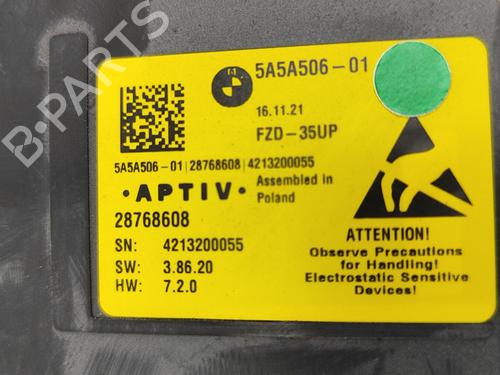 5A5A506-01
16.11.21
FZD-35UP
5A5A506-01|28768608|4213200055
• APTIV •
Assembled in
Poland
28768608
SN: 4213200055
SW: 3.86.20
HW: 7.2.0
ATTENTION!
Observe Precautions
for Handling!
Electrostatic Sensitive
Devices!
B-PARTS